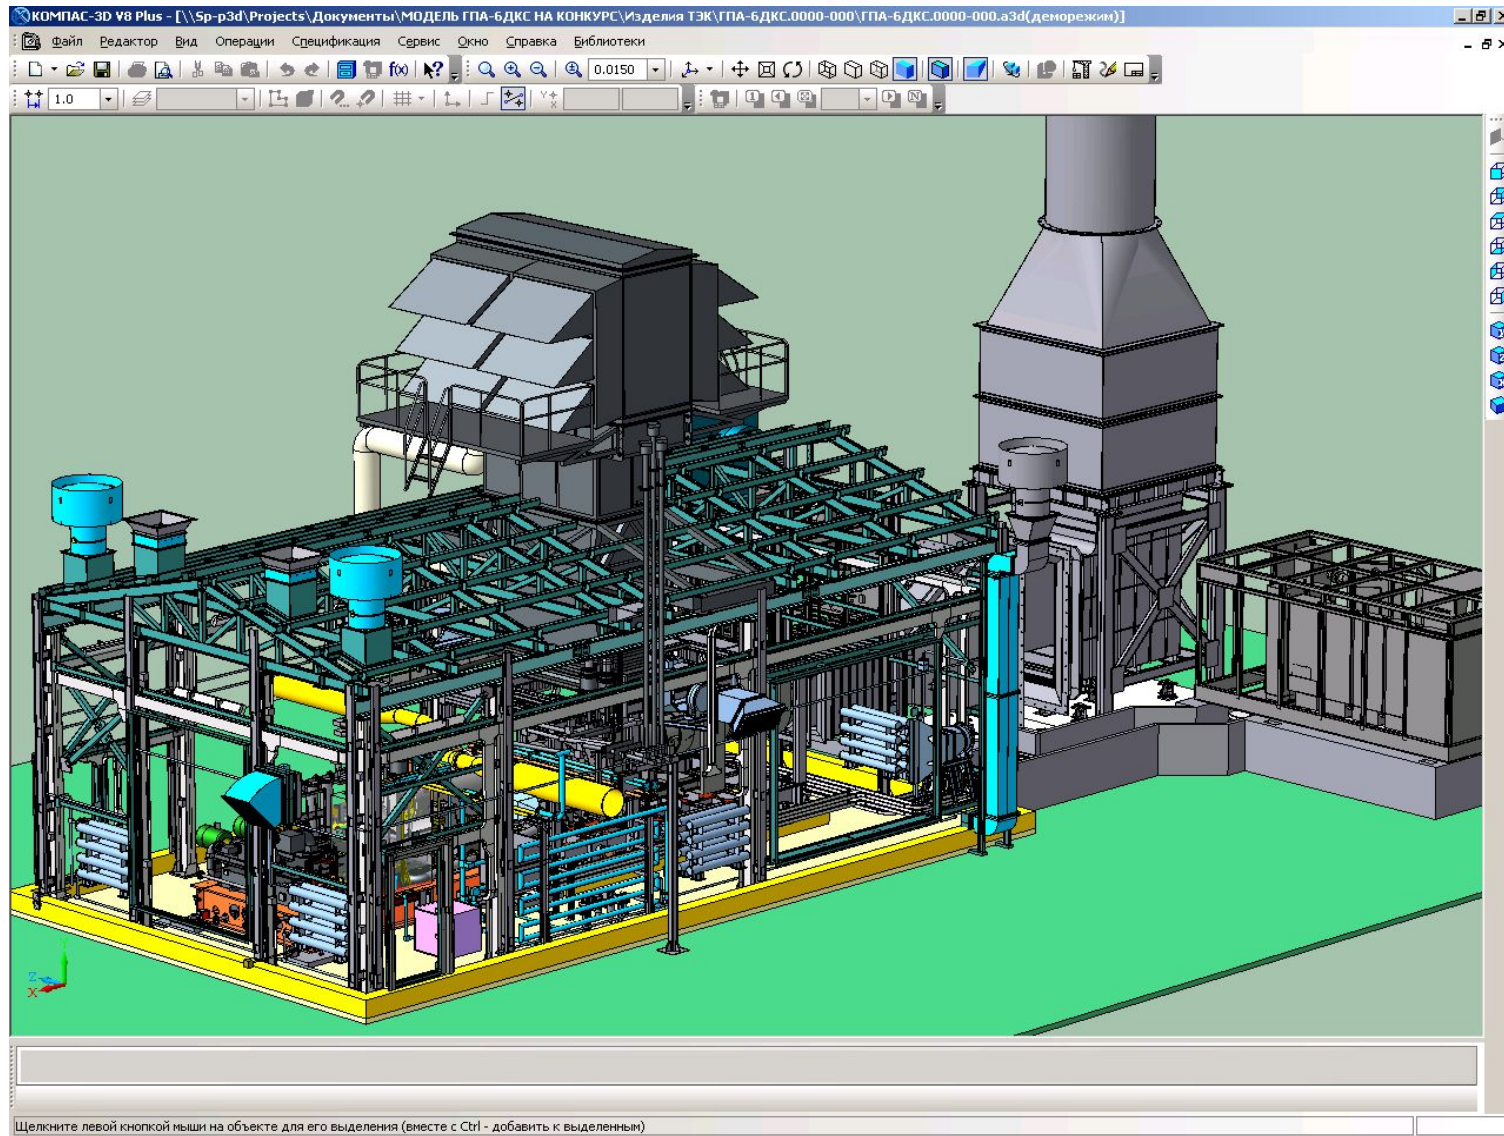 КОМПАС-3D V8 Plus - [\\Sp-p3d\Projects\Документы\МОДЕЛЬ ГПА-6ДКС НА КОНКУРС\Изделия ТЭК\ГПА-6ДКС.0000-000\ГПА-6ДКС.0000-000.a3d(деморежим)]
Файл Редактор Вид Операции Спецификация Сервис Окно Справка Библиотеки
f(x) 0.0150
1.0
Y
Z
X
Щелкните левой кнопкой мыши на объекте для его выделения (вместе с Ctrl - добавить к выделенным)